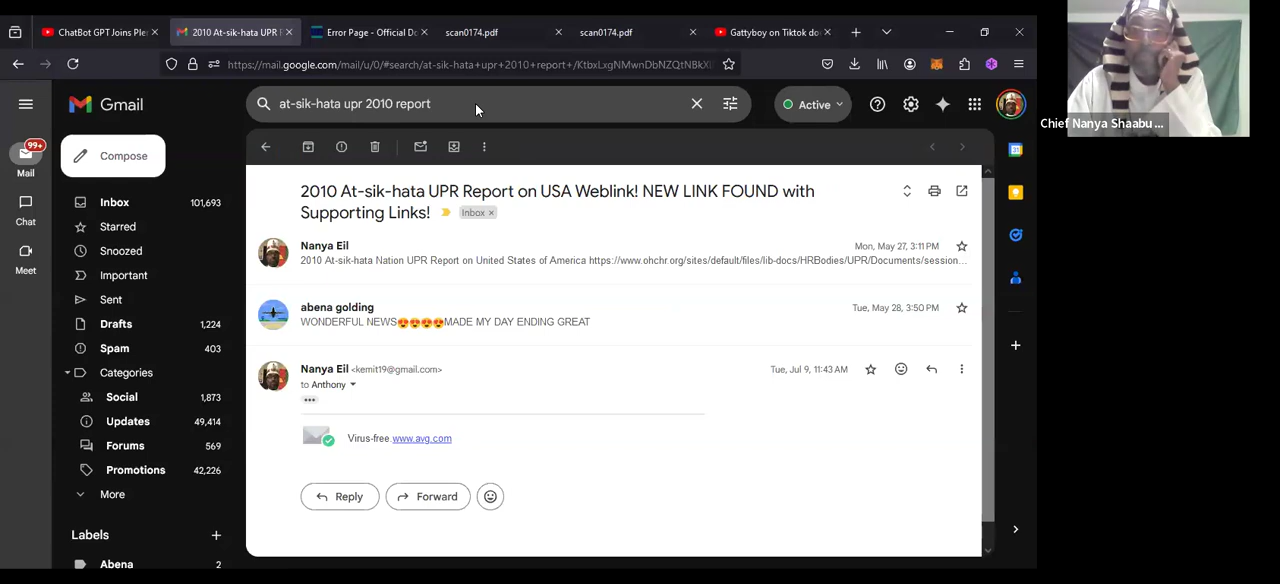 ChatBot GPT Joins Ple
2010 At-sik-hata UPR F
Error Page - Official Do
scan0174.pdf
scan0174.pdf
Gattyboy on Tiktok do
https://mail.google.com/mail/u/0/#search/at-sik-hata+upr+2010+report+/KtbxLxgNMwnDbNZQtNBkX
Gmail
at-sik-hata upr 2010 report
Active
Chief Nanya Shaabu ...
99+
Mail
Chat
Meet
Compose
Inbox 101,693
Starred
Snoozed
Important
Sent
Drafts 1,224
Spam 403
Categories
Social 1,873
Updates 49,414
Forums 569
Promotions 42,226
More
Labels
Abena 2
2010 At-sik-hata UPR Report on USA Weblink! NEW LINK FOUND with
Supporting Links! Inbox ×
Nanya Eil Mon, May 27, 3:11 PM
2010 At-sik-hata Nation UPR Report on United States of America https://www.ohchr.org/sites/default/files/lib-docs/HRBodies/UPR/Documents/session...
abena golding Tue, May 28, 3:50 PM
WONDERFUL NEWS😍😍😍😍MADE MY DAY ENDING GREAT
Nanya Eil <kemit19@gmail.com> Tue, Jul 9, 11:43 AM
to Anthony
Virus-free.www.avg.com
Reply
Forward
31